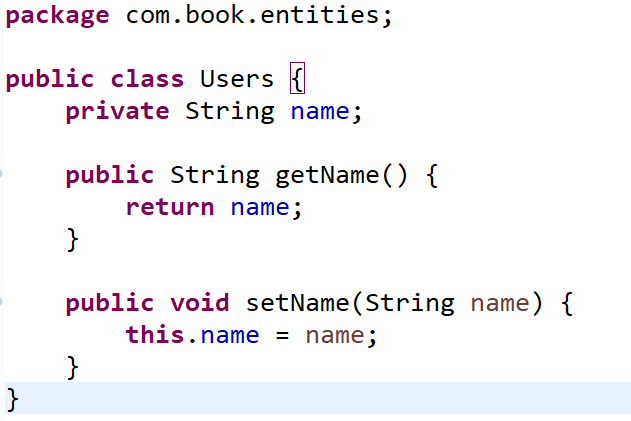 package com.book.entities;
public class Users {
    private String name;
    public String getName() {
        return name;
    }
    public void setName(String name) {
        this.name = name;
    }
}